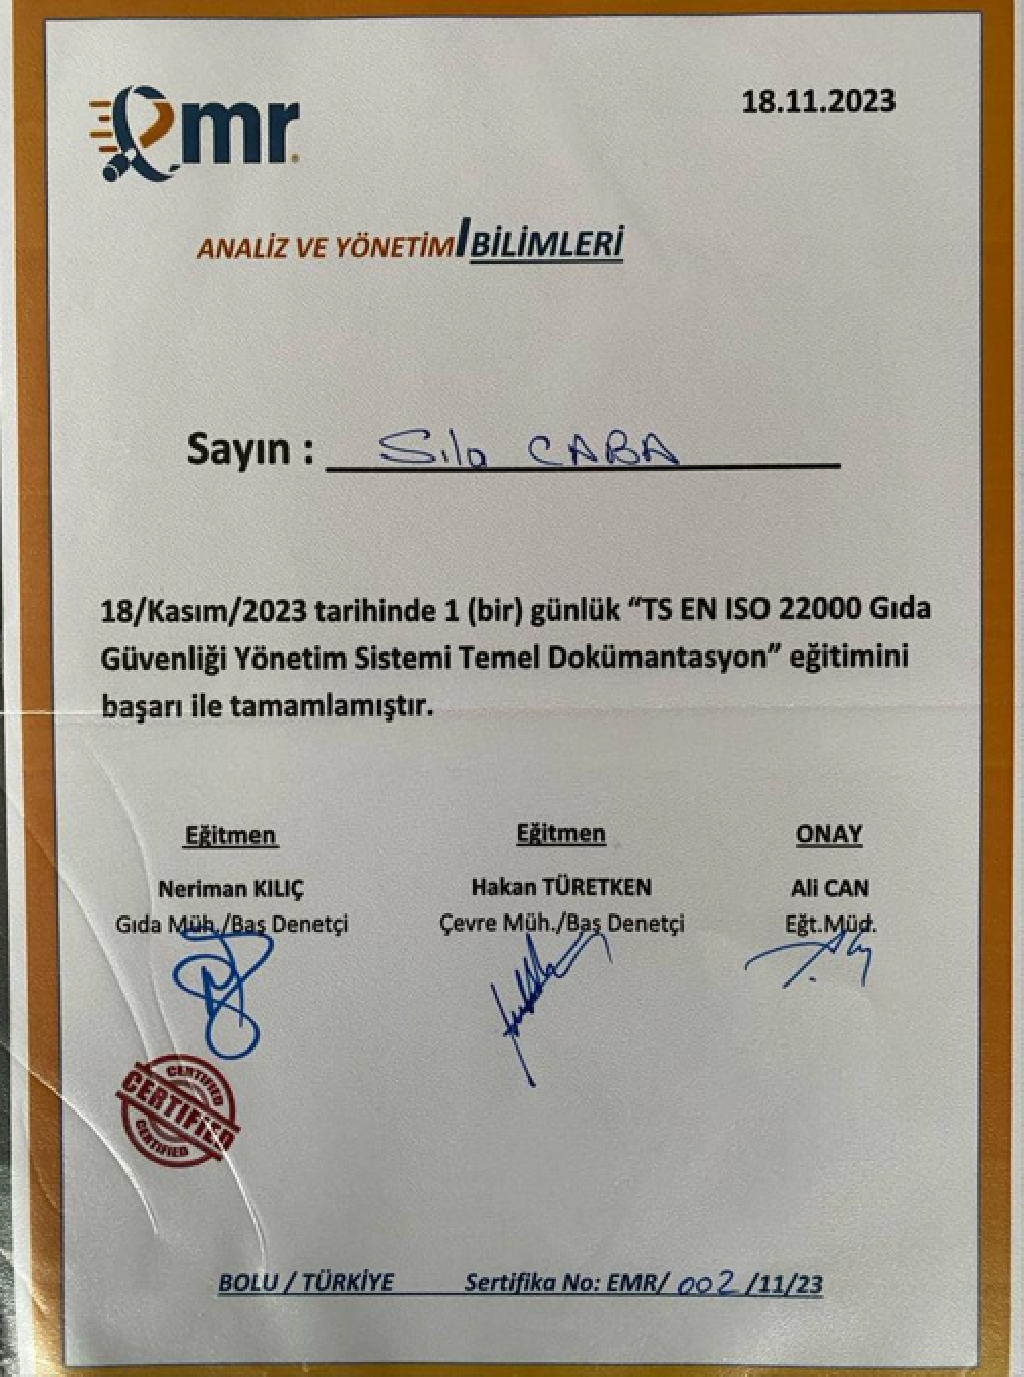 emr
18.11.2023
ANALİZ VE YÖNETİM/BİLİMLERİ
Sayın : Sıla CABA
18/Kasım/2023 tarihinde 1 (bir) günlük “TS EN ISO 22000 Gıda
Güvenliği Yönetim Sistemi Temel Dokümantasyon” eğitimini
başarı ile tamamlamıştır.
Eğitmen Eğitmen ONAY
Neriman KILIÇ Hakan TÜRETKEN Ali CAN
Gıda Müh./Baş Denetçi Çevre Müh./Baş Denetçi Eğt.Müd.
CERTIFIED
CERTIFIED
CERTIFIED
BOLU / TÜRKİYE Sertifika No: EMR/ 002 /11/23